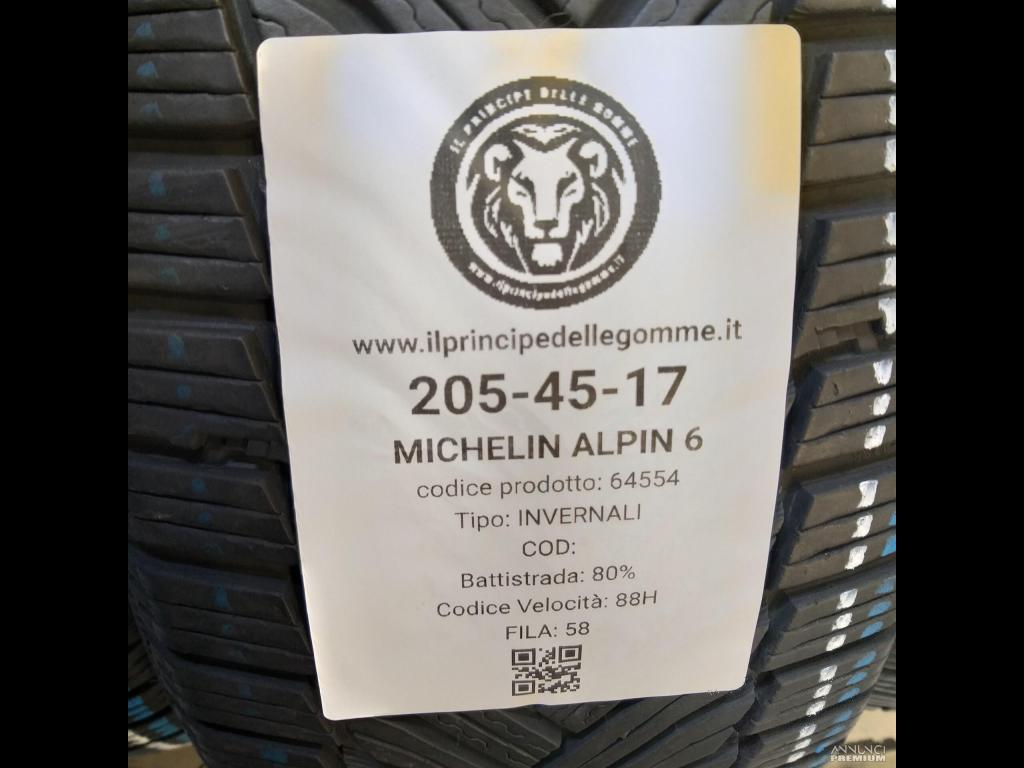 IL PRINCIPE DELLE GOMME
www.ilprincipedellegomme.it
www.ilprincipedellegomme.it
205-45-17
MICHELIN ALPIN 6
codice prodotto: 64554
Tipo: INVERNALI
COD:
Battistrada: 80%
Codice Velocità: 88H
FILA: 58
ANNUNCI
PREMIUM